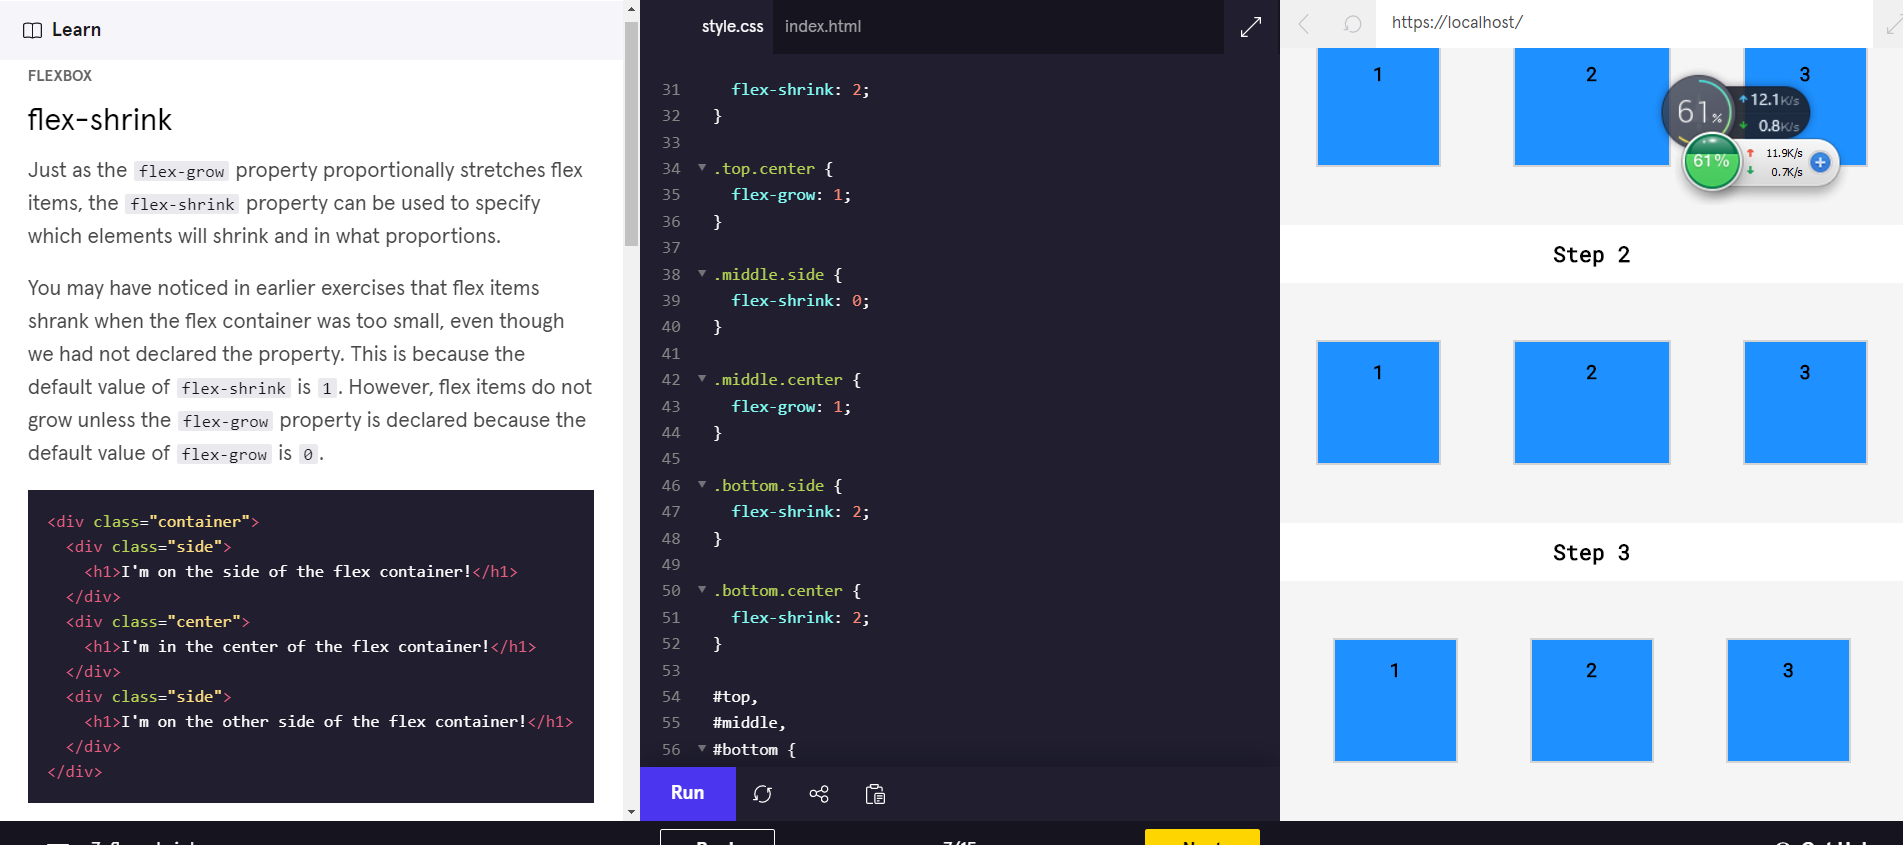 Learn
FLEXBOX
flex-shrink
Just as the flex-grow property proportionally stretches flex
items, the flex-shrink property can be used to specify
which elements will shrink and in what proportions.
You may have noticed in earlier exercises that flex items
shrank when the flex container was too small, even though
we had not declared the property. This is because the
default value of flex-shrink is 1. However, flex items do not
grow unless the flex-grow property is declared because the
default value of flex-grow is 0.
<div class="container">
<div class="side">
<h1>I'm on the side of the flex container!</h1>
</div>
<div class="center">
<h1>I'm in the center of the flex container!</h1>
</div>
<div class="side">
<h1>I'm on the other side of the flex container!</h1>
</div>
</div>
style.css
index.html
31 flex-shrink: 2;
32 }
33
34 .top.center {
35 flex-grow: 1;
36 }
37
38 .middle.side {
39 flex-shrink: 0;
40 }
41
42 .middle.center {
43 flex-grow: 1;
44 }
45
46 .bottom.side {
47 flex-shrink: 2;
48 }
49
50 .bottom.center {
51 flex-shrink: 2;
52 }
53
54 #top,
55 #middle,
56 #bottom {
Run
https://localhost/
1 2 3
61%
12.1K/s
0.8K/s
61%
11.9K/s
0.7K/s
Step 2
1 2 3
Step 3
1 2 3